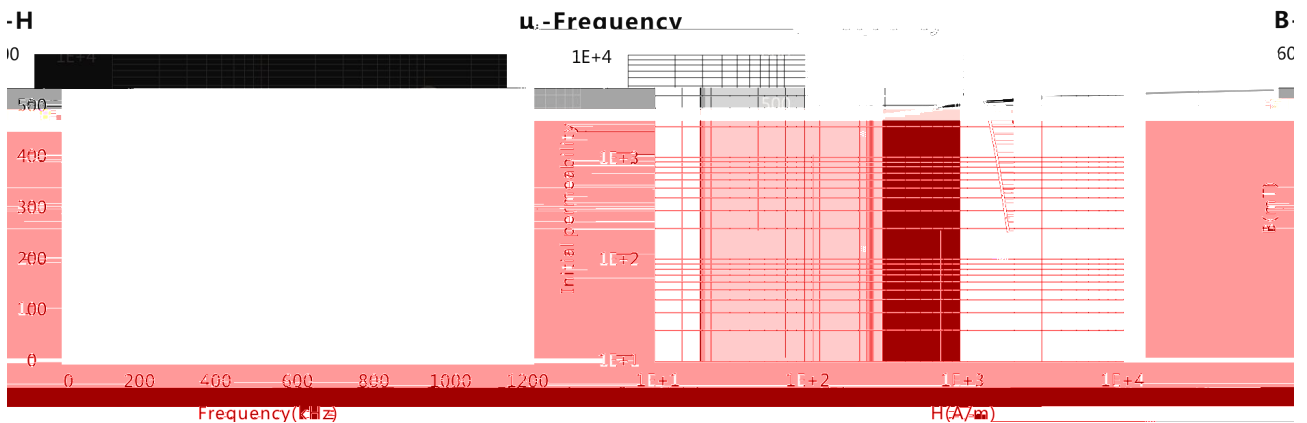 -H μᵢ-Frequency B-
00 1E+4 1E+4 60
500 500
400 1E+3
300
200 1E+2
100
0 1E+1
Initial permeability
B(mT)
0 200 400 600 800 1000 1200 1E+1 1E+2 1E+3 1E+4
Frequency(kHz) H(A/m)